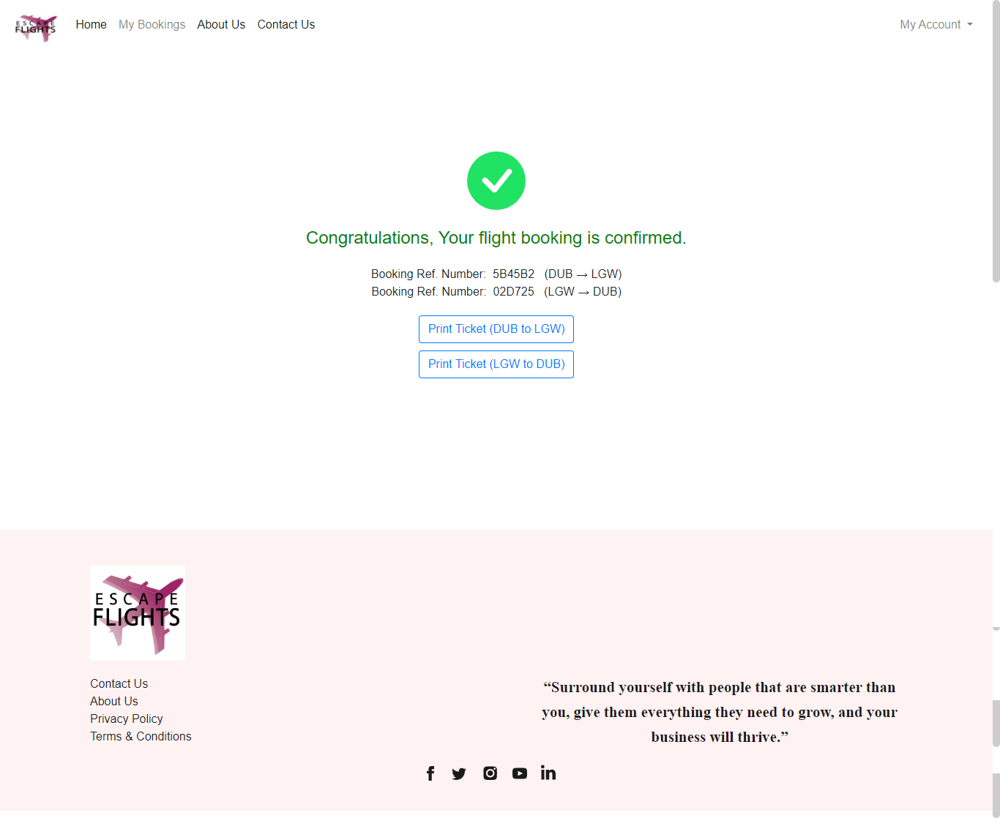 ESCAPE
FLIGHTS
Home My Bookings About Us Contact Us My Account
Congratulations, Your flight booking is confirmed.
Booking Ref. Number: 5B45B2 (DUB → LGW)
Booking Ref. Number: 02D725 (LGW → DUB)
Print Ticket (DUB to LGW)
Print Ticket (LGW to DUB)
ESCAPE
FLIGHTS
Contact Us
About Us
Privacy Policy
Terms & Conditions
“Surround yourself with people that are smarter than
you, give them everything they need to grow, and your
business will thrive.”